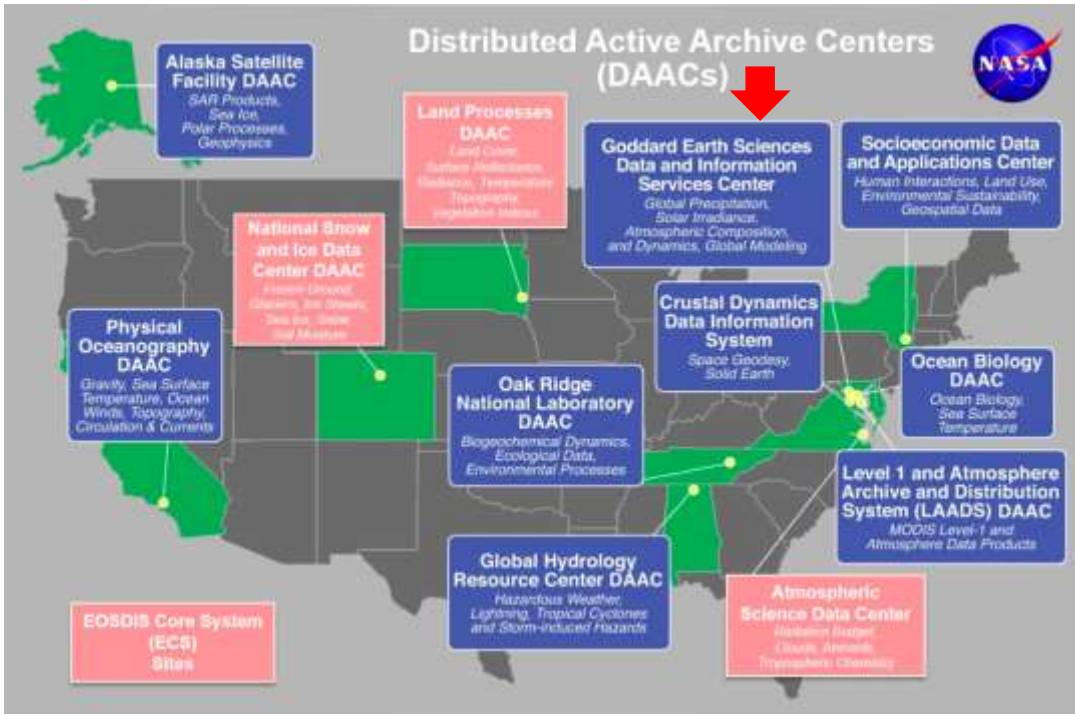 Distributed Active Archive Centers
(DAACs)
NASA
Alaska Satellite
Facility DAAC
SAR Products,
Sea Ice,
Polar Processes,
Geophysics
Land Processes
DAAC
Land Cover,
Surface Reflectance,
Radiance, Temperature
Topography,
Vegetation Indices
Goddard Earth Sciences
Data and Information
Services Center
Global Precipitation,
Solar Irradiance,
Atmospheric Composition,
and Dynamics, Global Modeling
Socioeconomic Data
and Applications Center
Human Interactions, Land Use,
Environmental Sustainability,
Geospatial Data
National Snow
and Ice Data
Center DAAC
Frozen Ground,
Glaciers, Ice Sheets,
Sea Ice, Snow,
Soil Moisture
Crustal Dynamics
Data Information
System
Space Geodesy,
Solid Earth
Physical
Oceanography
DAAC
Gravity, Sea Surface
Temperature, Ocean
Winds, Topography,
Circulation & Currents
Oak Ridge
National Laboratory
DAAC
Biogeochemical Dynamics,
Ecological Data,
Environmental Processes
Ocean Biology
DAAC
Ocean Biology,
Sea Surface
Temperature
Level 1 and Atmosphere
Archive and Distribution
System (LAADS) DAAC
MODIS Level-1 and
Atmosphere Data Products
Global Hydrology
Resource Center DAAC
Hazardous Weather,
Lightning, Tropical Cyclones
and Storm-induced Hazards
Atmospheric
Science Data Center
Radiation Budget,
Clouds, Aerosols,
Tropospheric Chemistry
EOSDIS Core System
(ECS)
Sites